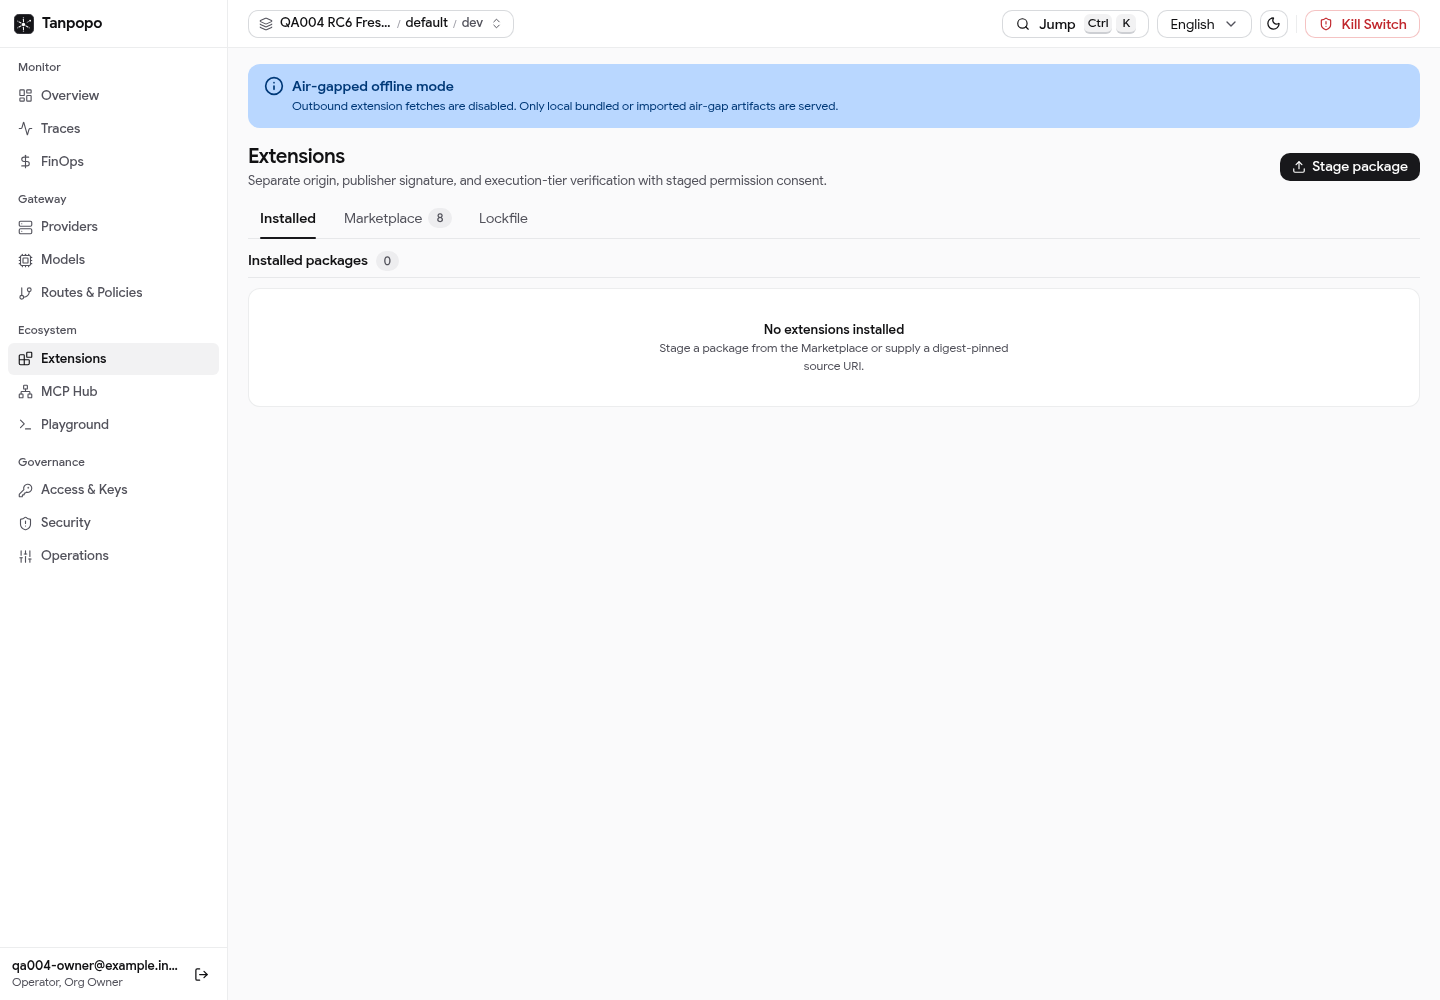 Tanpopo
QA004 RC6 Fres... / default / dev
Jump Ctrl K
English
Kill Switch
Monitor
Overview
Traces
FinOps
Gateway
Providers
Models
Routes & Policies
Ecosystem
Extensions
MCP Hub
Playground
Governance
Access & Keys
Security
Operations
qa004-owner@example.in...
Operator, Org Owner
Air-gapped offline mode
Outbound extension fetches are disabled. Only local bundled or imported air-gap artifacts are served.
Extensions
Separate origin, publisher signature, and execution-tier verification with staged permission consent.
Stage package
Installed
Marketplace 8
Lockfile
Installed packages 0
No extensions installed
Stage a package from the Marketplace or supply a digest-pinned
source URI.